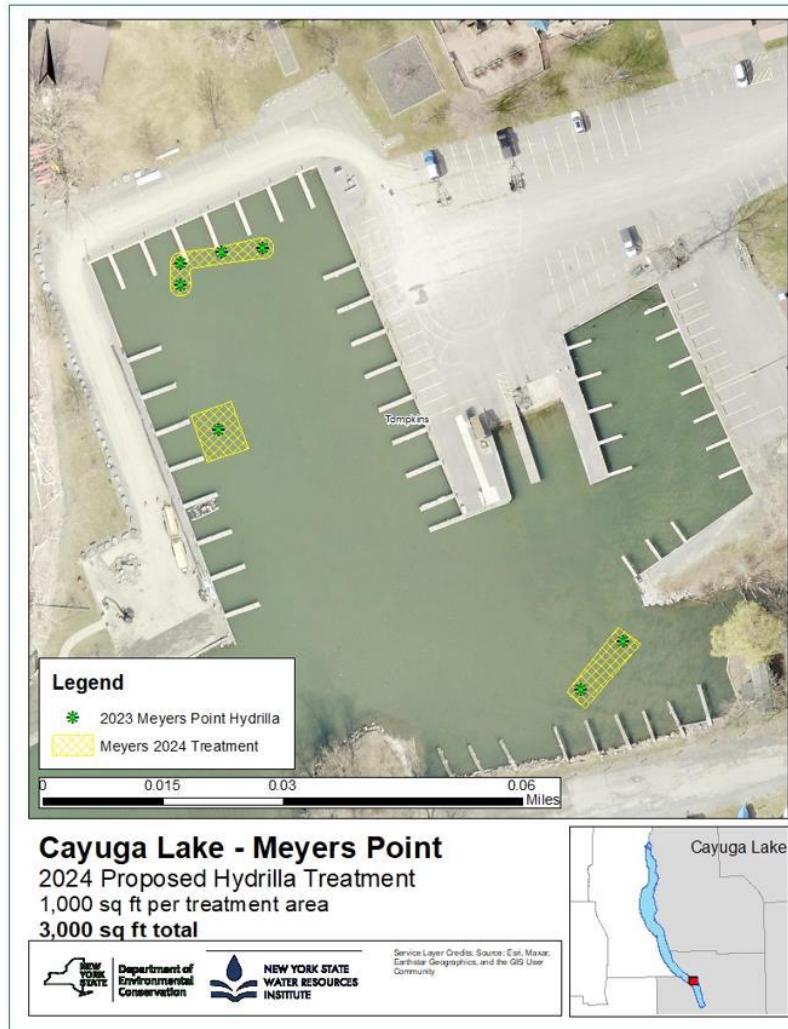 Tompkins
Legend
2023 Meyers Point Hydrilla
Meyers 2024 Treatment
0 0.015 0.03 0.06
Miles
Cayuga Lake - Meyers Point
2024 Proposed Hydrilla Treatment
1,000 sq ft per treatment area
3,000 sq ft total
NEW
YORK
STATE
Department of
Environmental
Conservation
NEW YORK STATE
WATER RESOURCES
INSTITUTE
Service Layer Credits: Source: Esri, Maxar,
Earthstar Geographics, and the GIS User
Community
Cayuga Lake